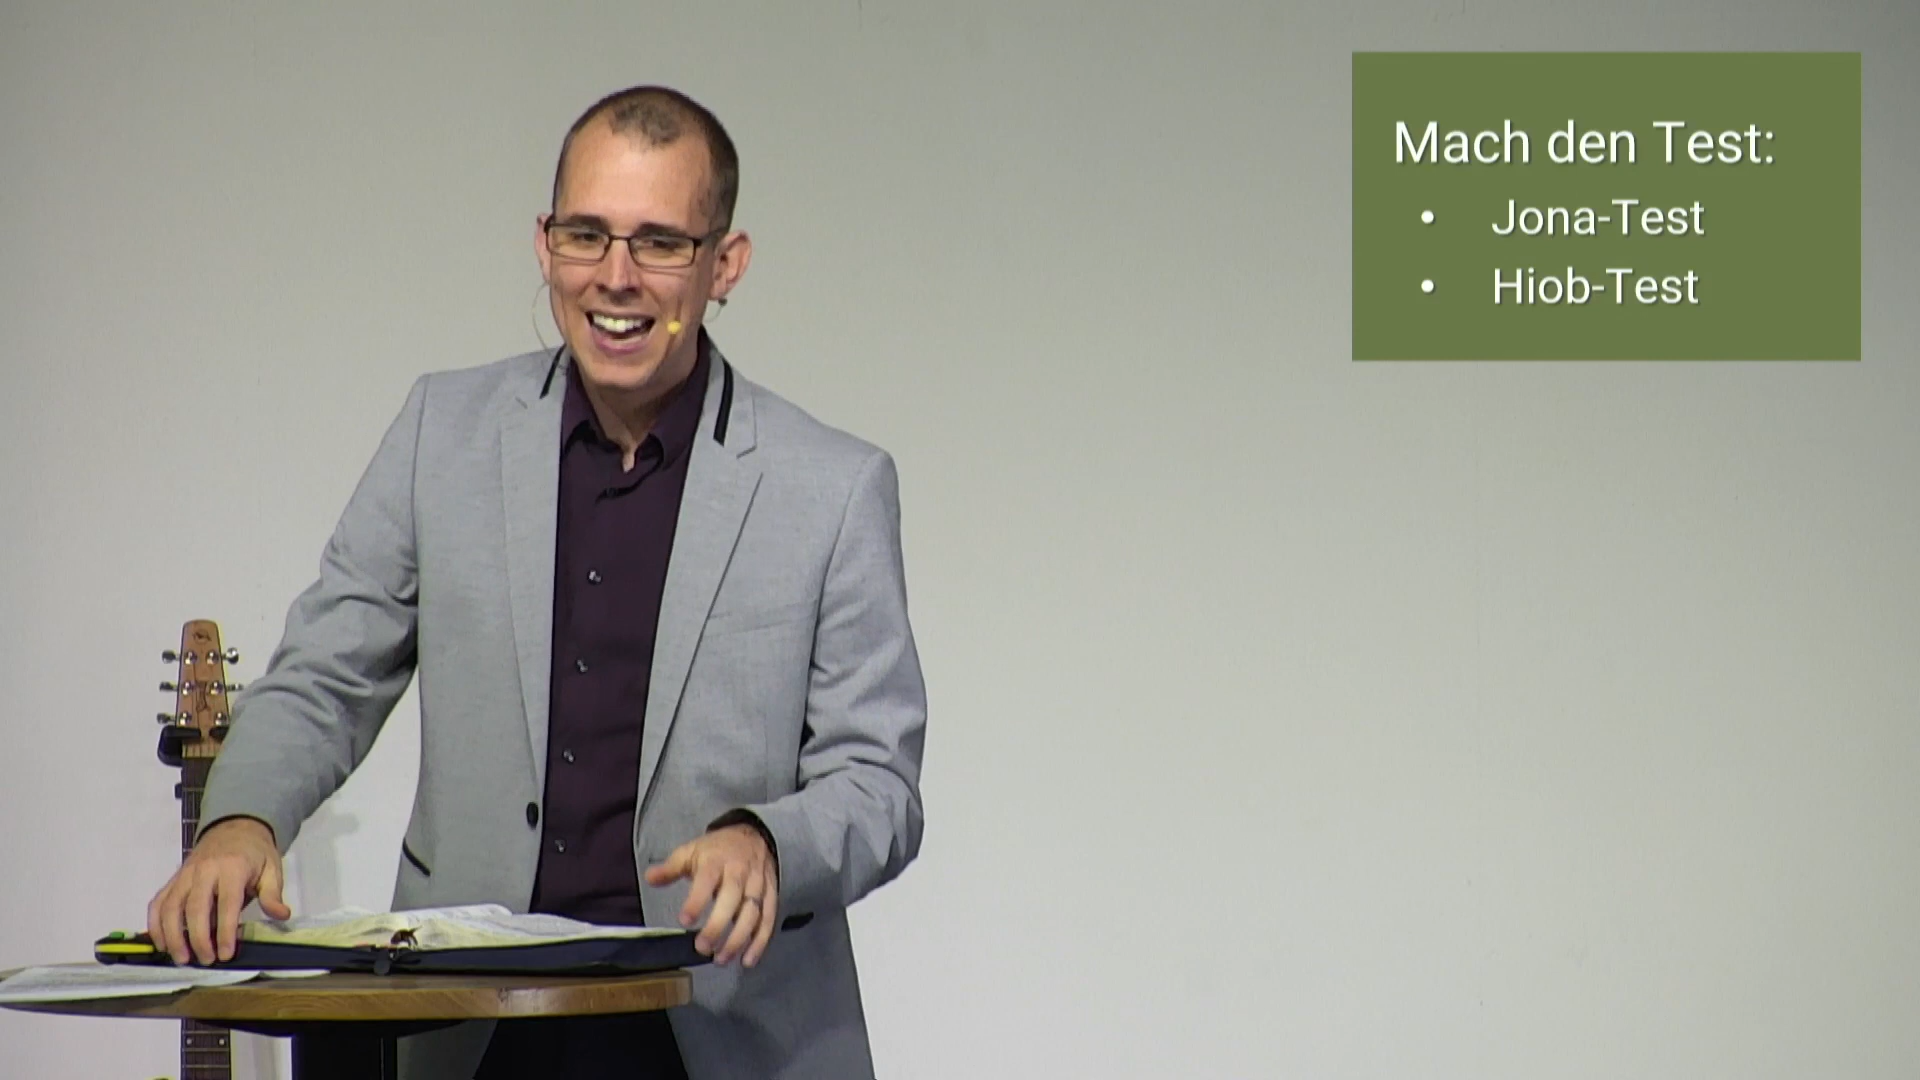 Mach den Test:
• Jona-Test
• Hiob-Test